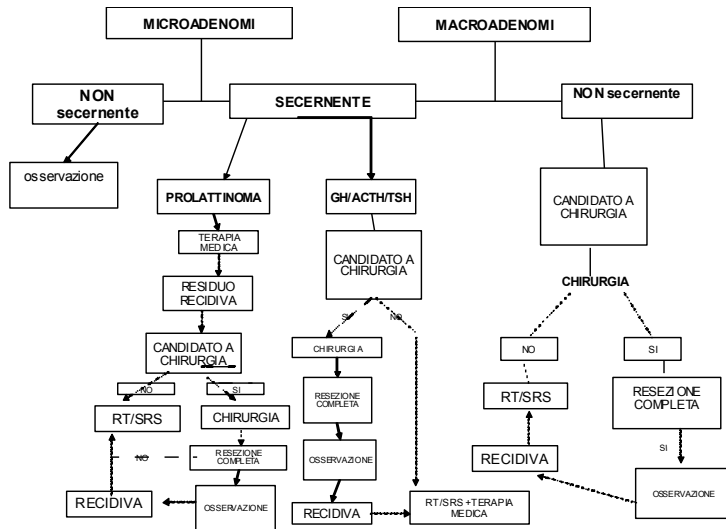 MICROADENOMI
MACROADENOMI
NON
secernente
SECERNENTE
NON secernente
osservazione
PROLATTINOMA
GH/ACTH/TSH
CANDIDATO A
CHIRURGIA
TERAPIA
MEDICA
CANDIDATO A
CHIRURGIA
RESIDUO
RECIDIVA
CHIRURGIA
SI
NO
CANDIDATO A
CHIRURGIA
CHIRURGIA
NO
SI
NO
SI
RESEZIONE
COMPLETA
RESEZIONE
COMPLETA
RT/SRS
RT/SRS
CHIRURGIA
SI
NO
RESEZIONE
COMPLETA
OSSERVAZIONE
RECIDIVA
RECIDIVA
OSSERVAZIONE
RECIDIVA
RT/SRS +TERAPIA
MEDICA
OSSERVAZIONE